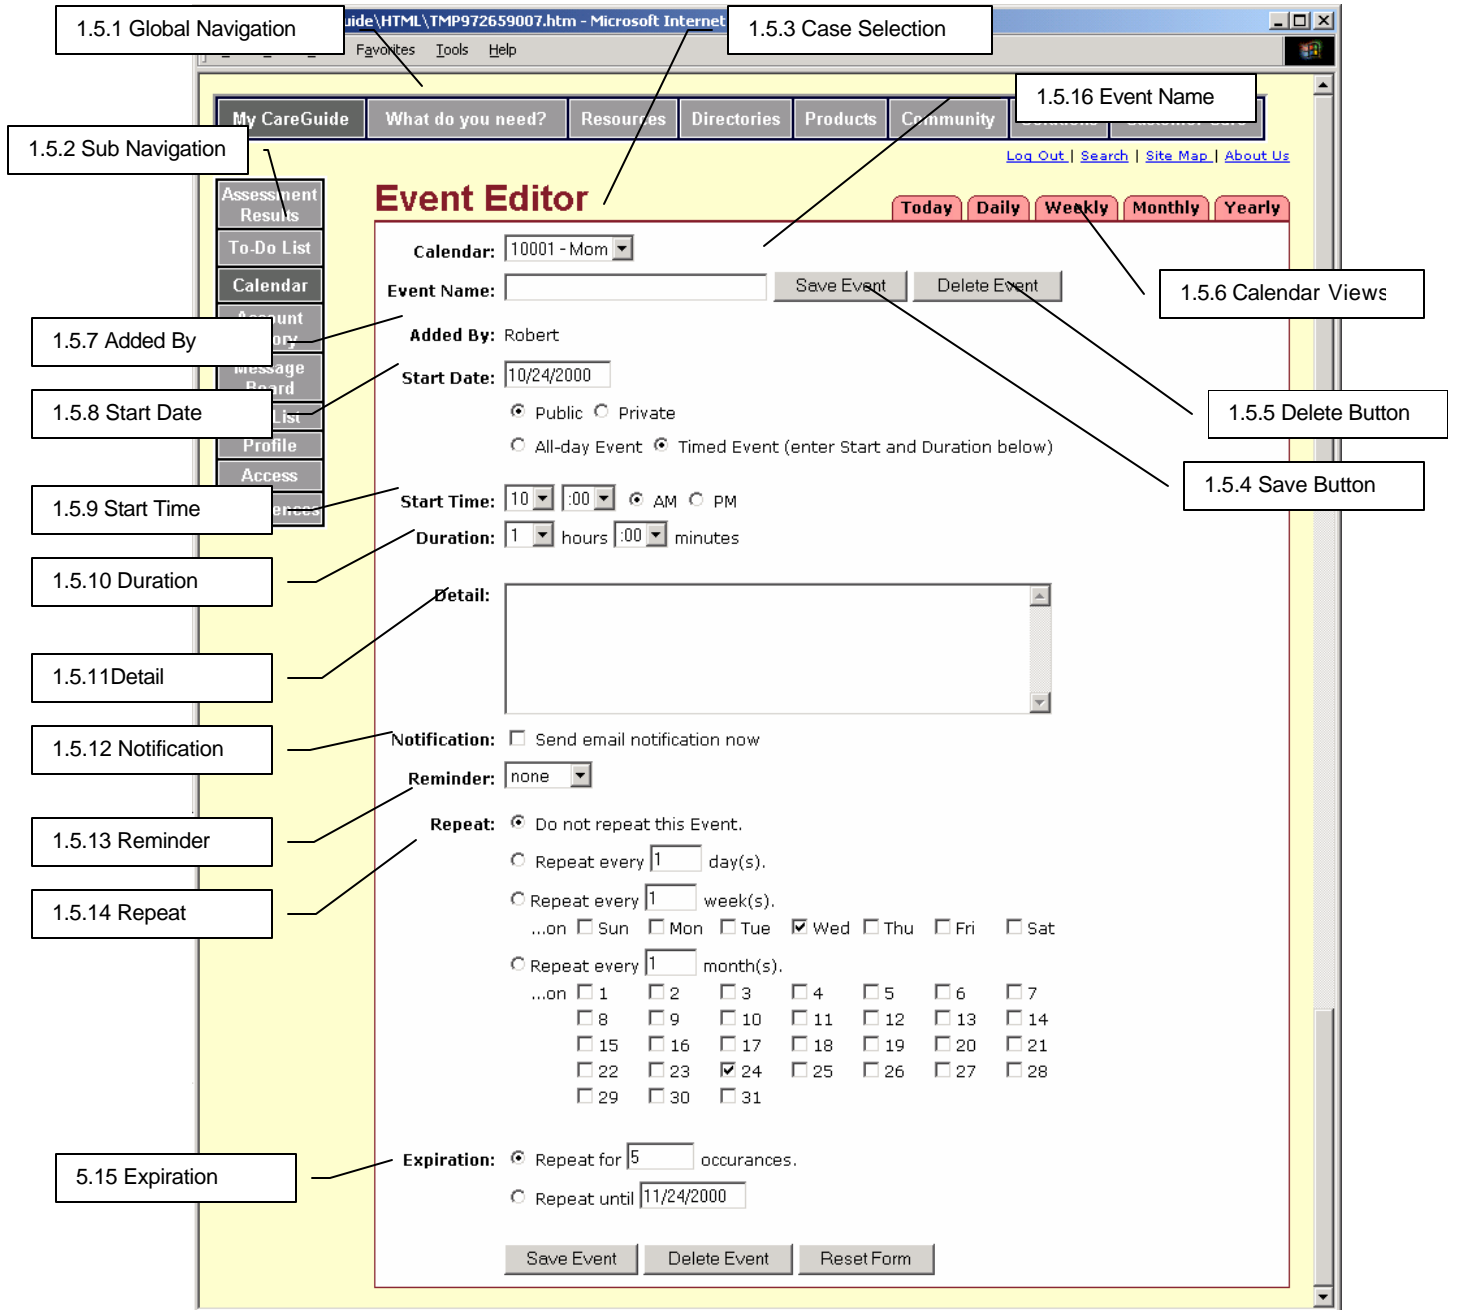 1.5.1 Global Navigation
uide\HTML\TMP972659007.htm - Microsoft Internet
1.5.3 Case Selection
Favorites Tools Help
1.5.16 Event Name
My CareGuide What do you need? Resources Directories Products Community
1.5.2 Sub Navigation
Log Out | Search | Site Map | About Us
Assessment
Results
Event Editor
Today Daily Weekly Monthly Yearly
To-Do List
Calendar: 10001 - Mom
Calendar
Event Name: Save Event Delete Event
1.5.6 Calendar Views
1.5.7 Added By
Added By: Robert
Message
Start Date: 10/24/2000
1.5.8 Start Date
List
Public Private
1.5.5 Delete Button
Profile
All-day Event Timed Event (enter Start and Duration below)
Access
1.5.4 Save Button
1.5.9 Start Time
Start Time: 10 :00 AM PM
Duration: 1 hours :00 minutes
1.5.10 Duration
Detail:
1.5.11Detail
1.5.12 Notification
Notification: Send email notification now
Reminder: none
1.5.13 Reminder
Repeat: Do not repeat this Event.
Repeat every 1 day(s).
1.5.14 Repeat
Repeat every 1 week(s).
...on Sun Mon Tue Wed Thu Fri Sat
Repeat every 1 month(s).
...on 1 2 3 4 5 6 7
8 9 10 11 12 13 14
15 16 17 18 19 20 21
22 23 24 25 26 27 28
29 30 31
5.15 Expiration
Expiration: Repeat for 5 occurances.
Repeat until 11/24/2000
Save Event Delete Event Reset Form